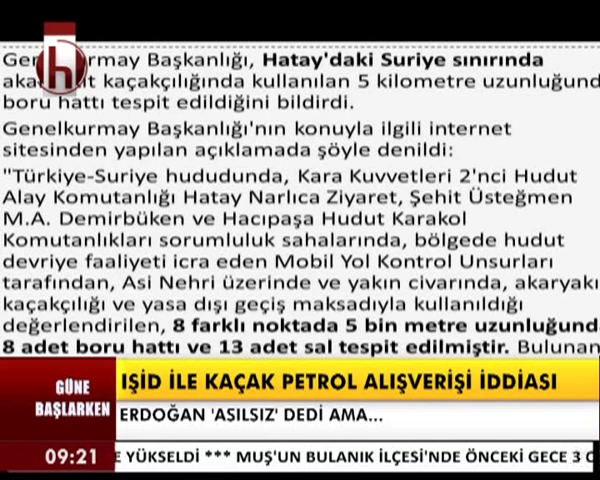 Genelkurmay Başkanlığı, Hatay'daki Suriye sınırında
kaçakçılığında kullanılan 5 kilometre uzunluğund
boru hattı tespit edildiğini bildirdi.
Genelkurmay Başkanlığı'nın konuyla ilgili internet
sitesinden yapılan açıklamada şöyle denildi:
"Türkiye-Suriye hududunda, Kara Kuvvetleri 2'nci Hudut
Alay Komutanlığı Hatay Narlıca Ziyaret, Şehit Üsteğmen
M.A. Demirbüken ve Hacıpaşa Hudut Karakol
Komutanlıkları sorumluluk sahalarında, bölgede hudut
devriye faaliyeti icra eden Mobil Yol Kontrol Unsurları
tarafından, Asi Nehri üzerinde ve yakın civarında, akaryakı
kaçakçılığı ve yasa dışı geçiş maksadıyla kullanıldığı
değerlendirilen, 8 farklı noktada 5 bin metre uzunluğund
8 adet boru hattı ve 13 adet sal tespit edilmiştir. Bulunan
GÜNE
BAŞLARKEN
IŞİD İLE KAÇAK PETROL ALIŞVERİŞİ İDDİASI
ERDOĞAN 'ASILSIZ' DEDİ AMA...
09:21
E YÜKSELDİ *** MUŞ'UN BULANIK İLÇESİ'NDE ÖNCEKİ GECE 3 Ç